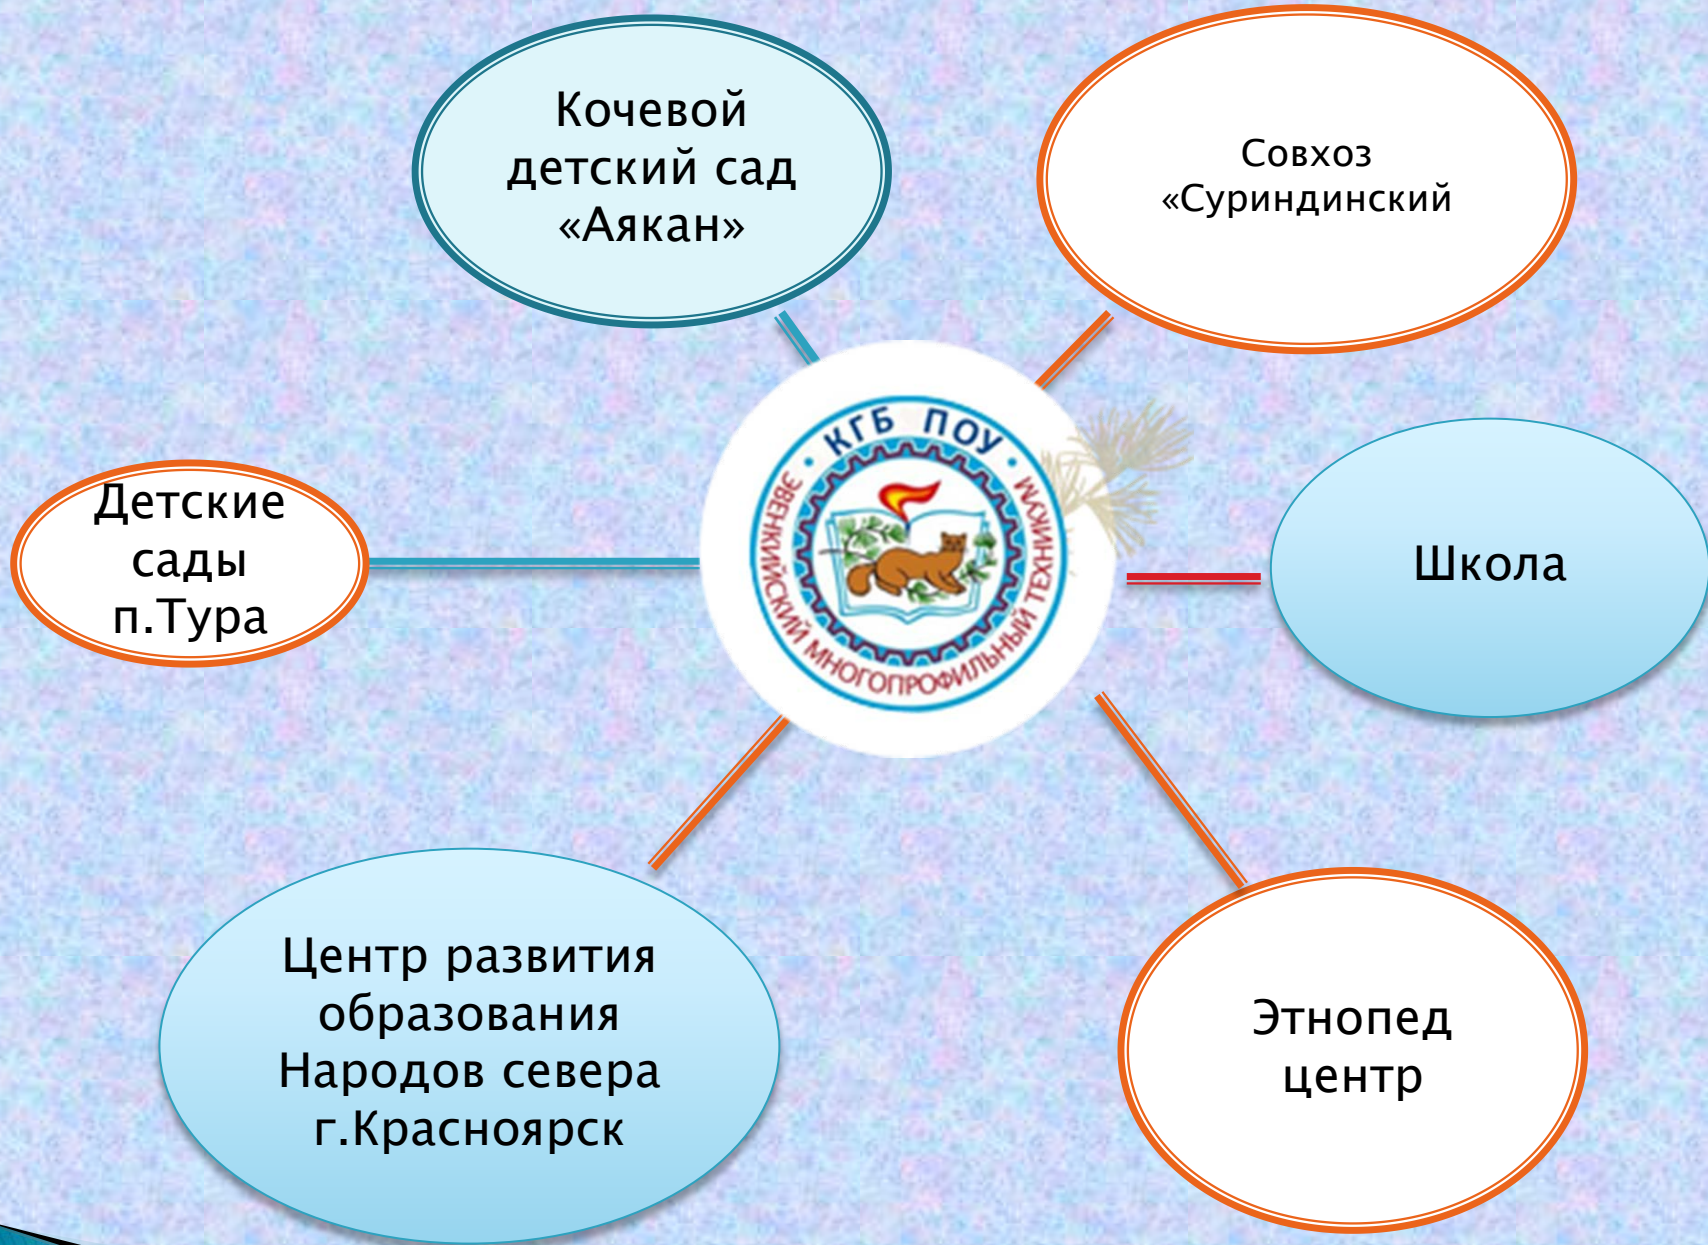 Кочевой
детский сад
«Аякан»
Совхоз
«Суриндинский
КГБ ПОУ
ЭВЕНКИЙСКИЙ МНОГОПРОФИЛЬНЫЙ ТЕХНИКУМ
Детские
сады
п.Тура
Школа
Центр развития
образования
Народов севера
г.Красноярск
Этнопед
центр